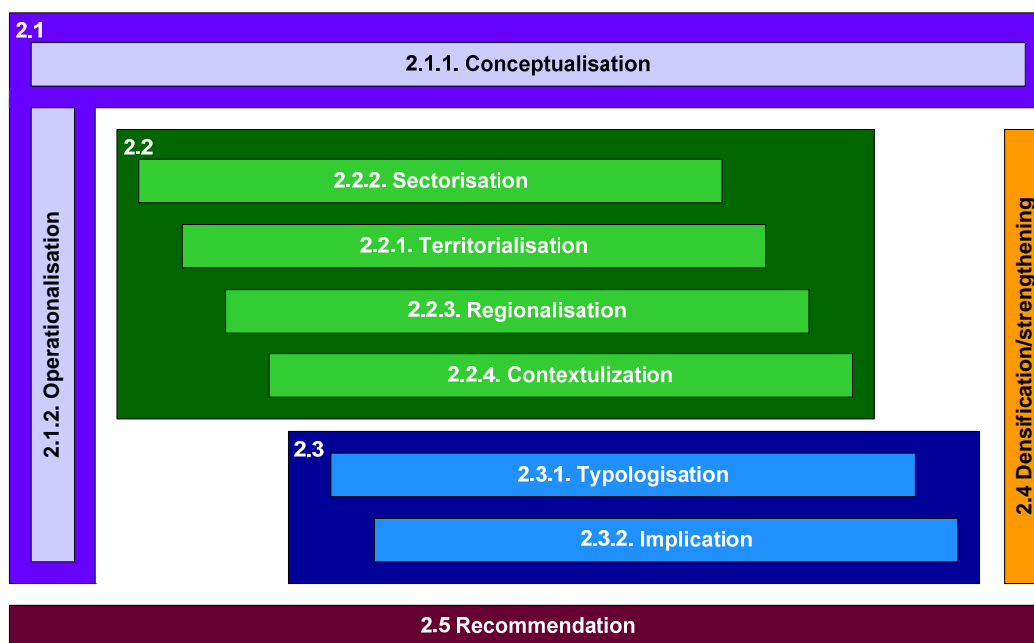 2.1
2.1.1. Conceptualisation
2.1.2. Operationalisation
2.2
2.2.2. Sectorisation
2.2.1. Territorialisation
2.2.3. Regionalisation
2.2.4. Contextulization
2.3
2.3.1. Typologisation
2.3.2. Implication
2.4 Densification/strengthening
2.5 Recommendation